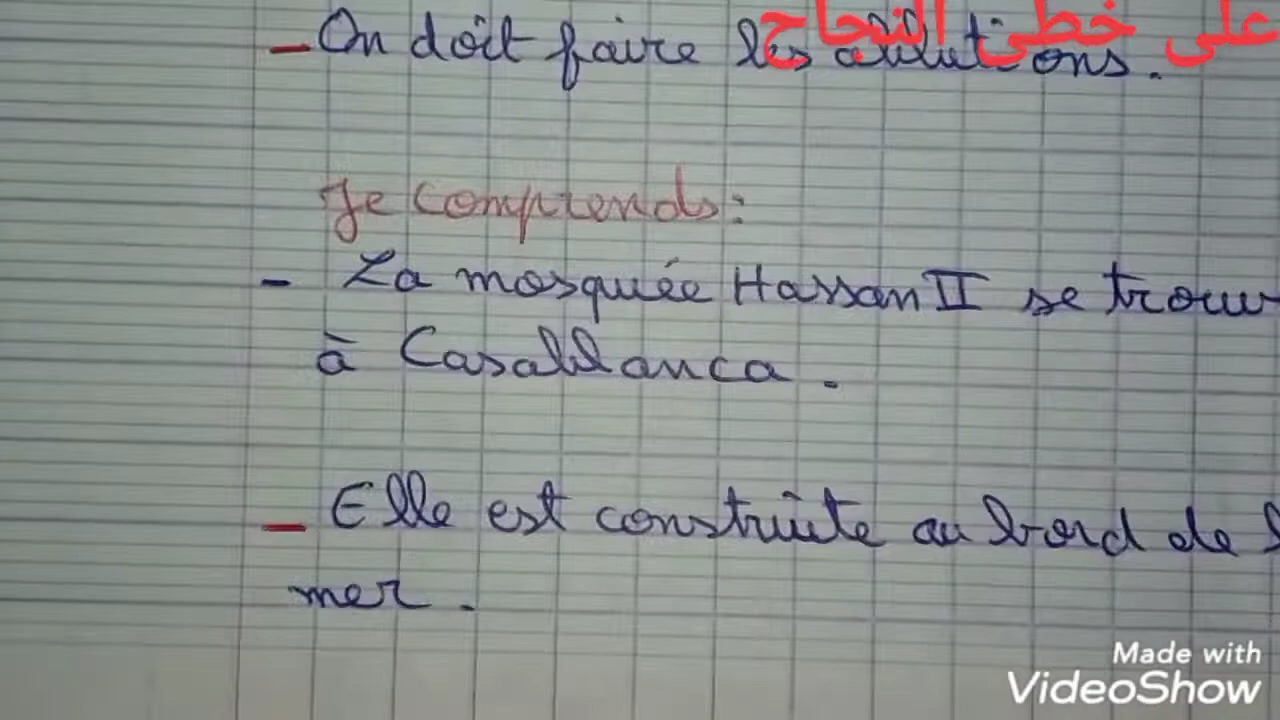 على خطى النجاح
- On doit faire les ablutions.
Je comprends:
- La mosquée Hassan II se trouv
à Casablanca.
- Elle est construite au bord de l
mer.
Made with
VideoShow